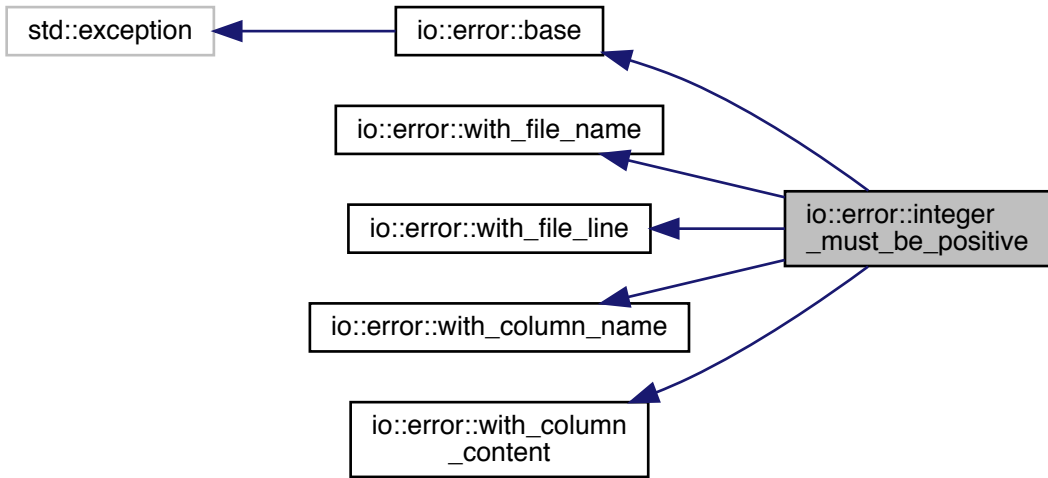 std::exception
io::error::base
io::error::with_file_name
io::error::with_file_line
io::error::with_column_name
io::error::with_column
_content
io::error::integer
_must_be_positive